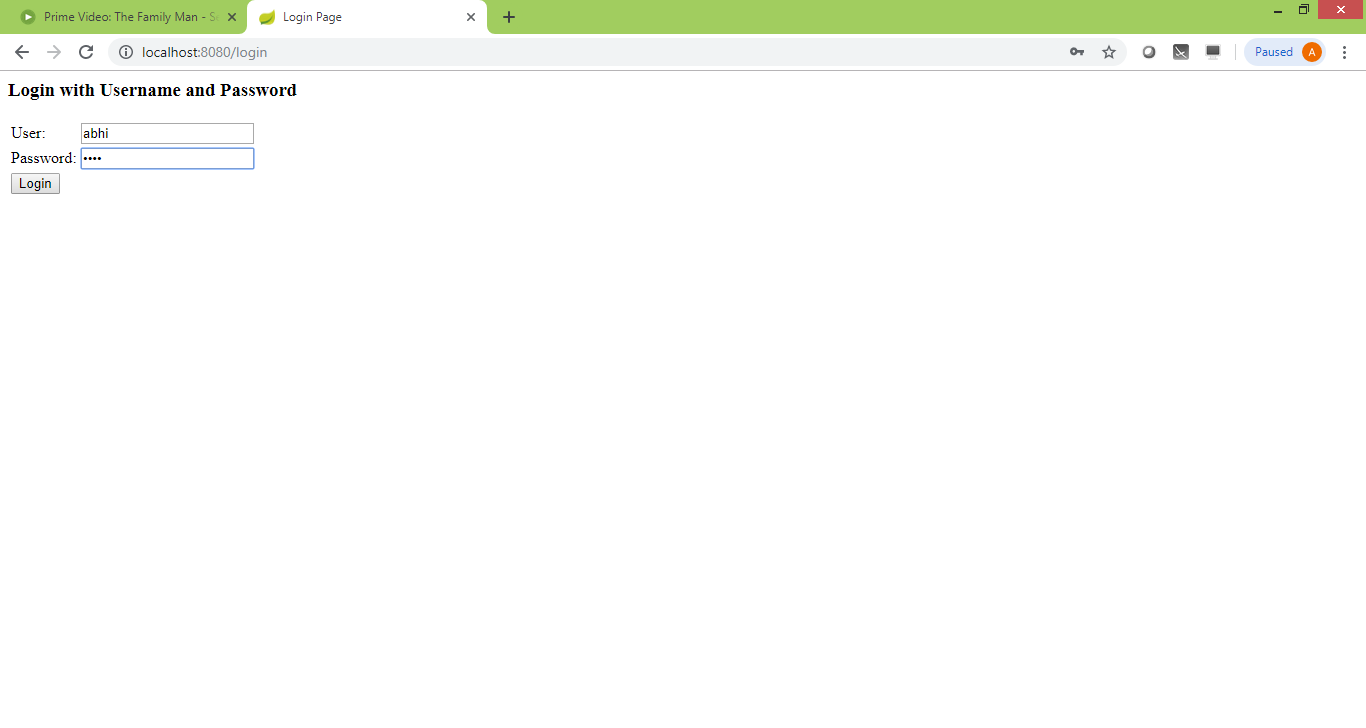 Prime Video: The Family Man - S
Login Page
localhost:8080/login
Paused
A
Login with Username and Password
User: abhi
Password: ••••
Login